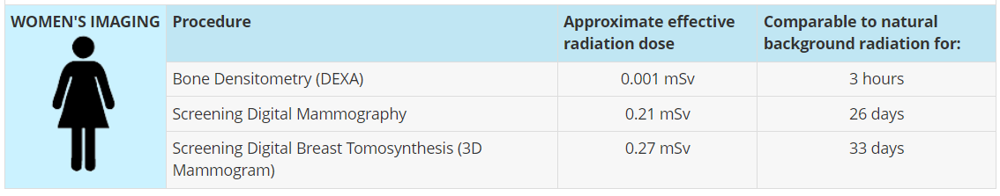 WOMEN'S IMAGING
Procedure
Approximate effective
radiation dose
Comparable to natural
background radiation for:
Bone Densitometry (DEXA)
0.001 mSv
3 hours
Screening Digital Mammography
0.21 mSv
26 days
Screening Digital Breast Tomosynthesis (3D
Mammogram)
0.27 mSv
33 days